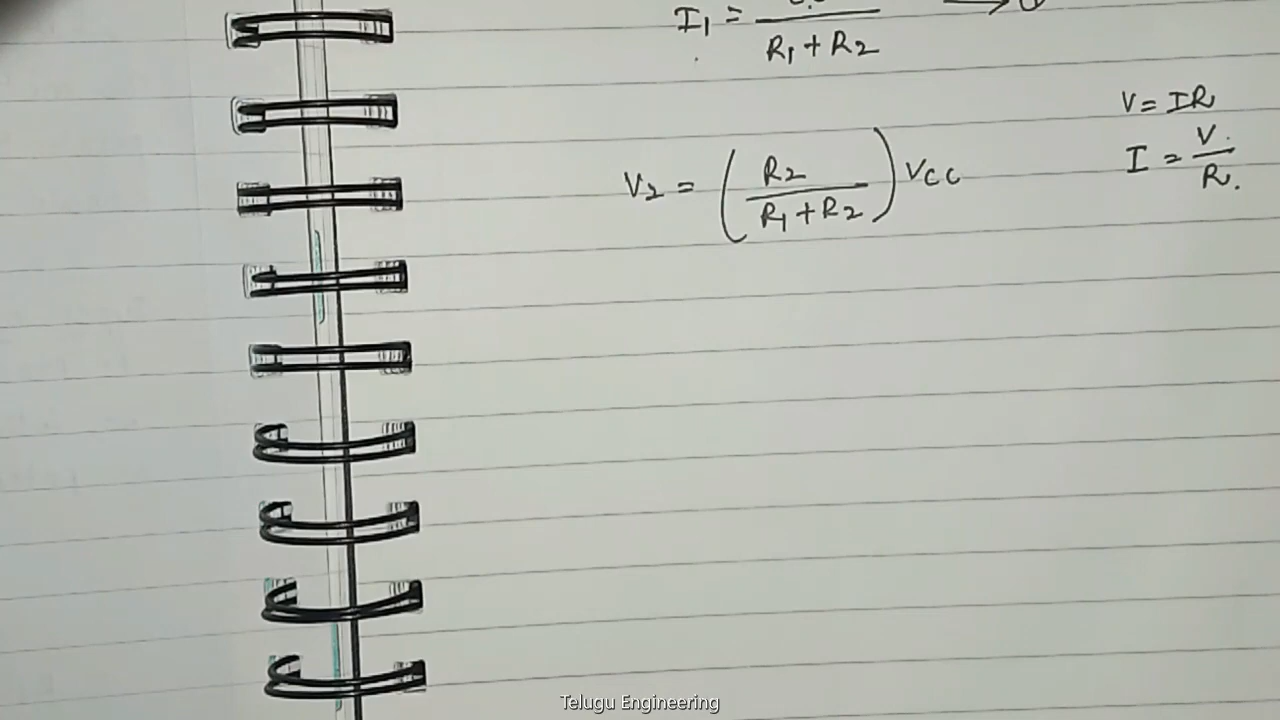 I₁ =
R₁ + R₂
V = IR
I = V/R.
V₂ = (R₂ / (R₁ + R₂)) VCC
Telugu Engineering